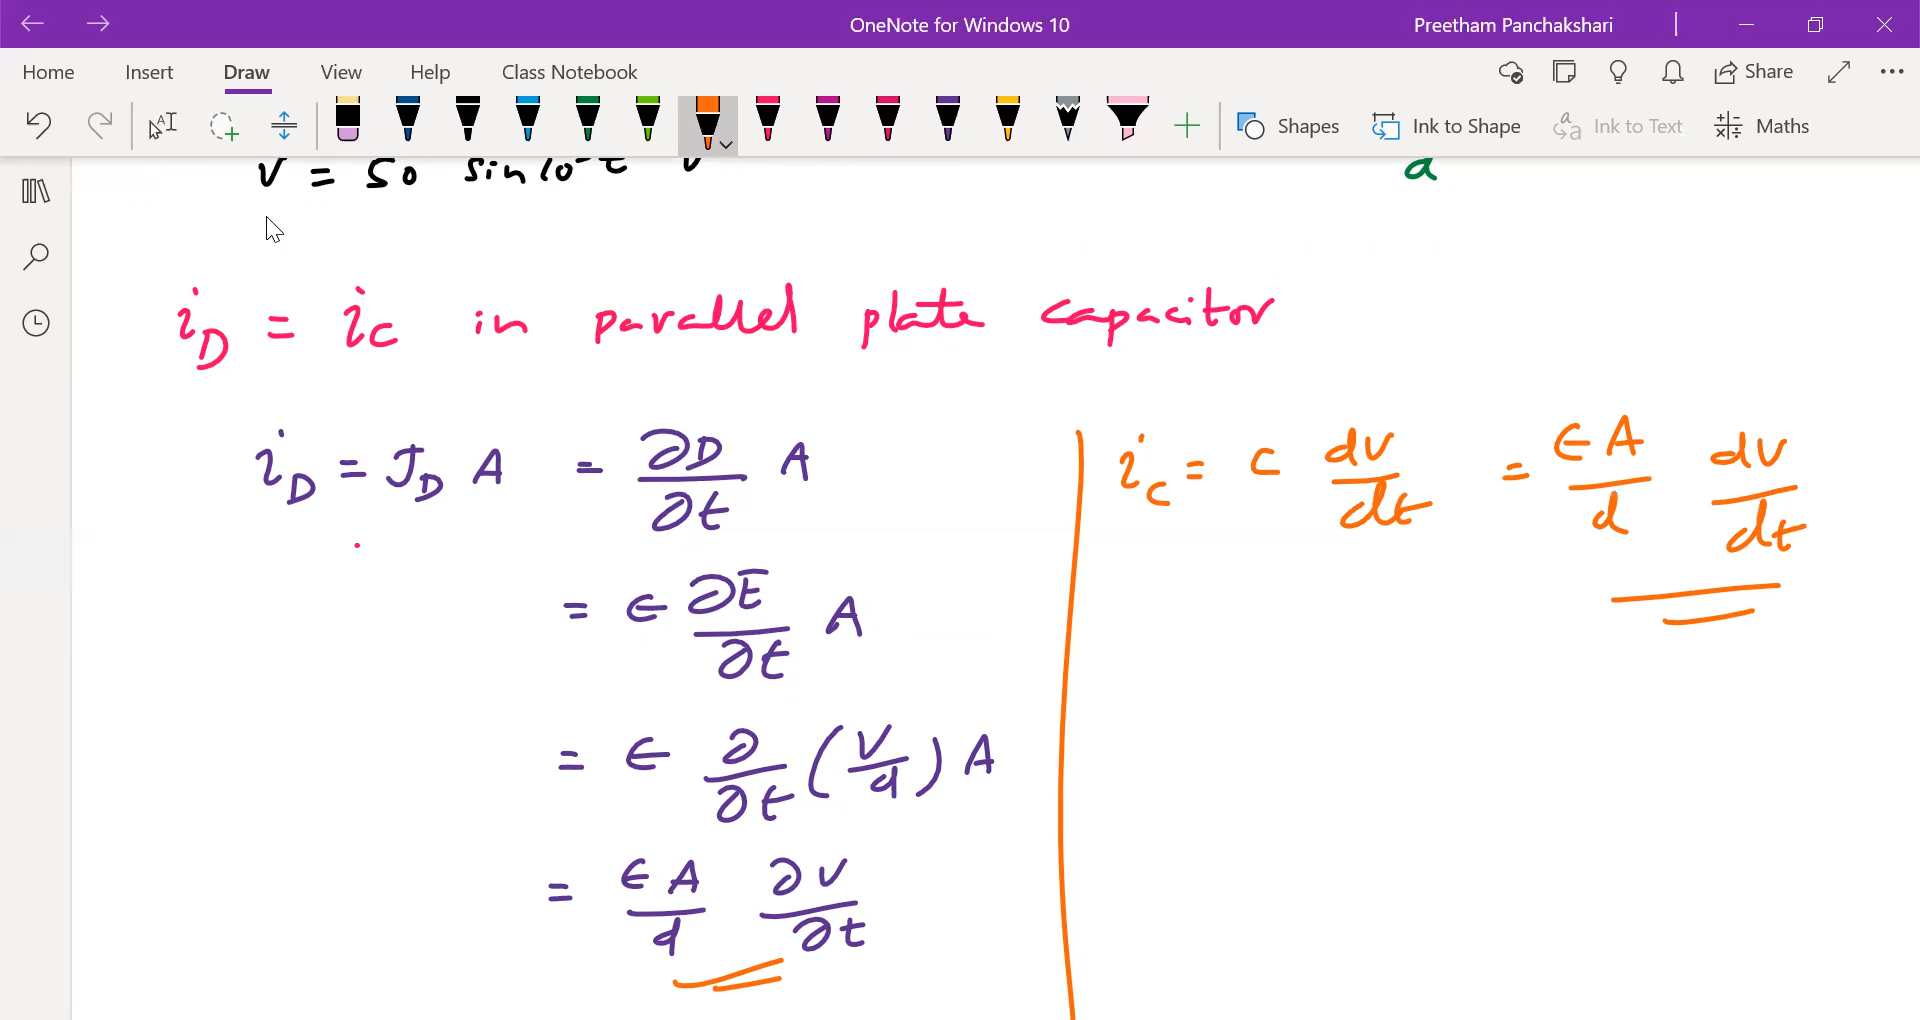 OneNote for Windows 10
Preetham Panchakshari
Home Insert Draw View Help Class Notebook Share
Shapes Ink to Shape Ink to Text Maths
v = 50 sin 10 t v
d
i_D = i_C in parallel plate capacitor
i_D = J_D A = ∂D/∂t A
= ∈ ∂E/∂t A
= ∈ ∂/∂t (V/d) A
= ∈A/d ∂V/∂t
i_C = C dV/dt = ∈A/d dV/dt